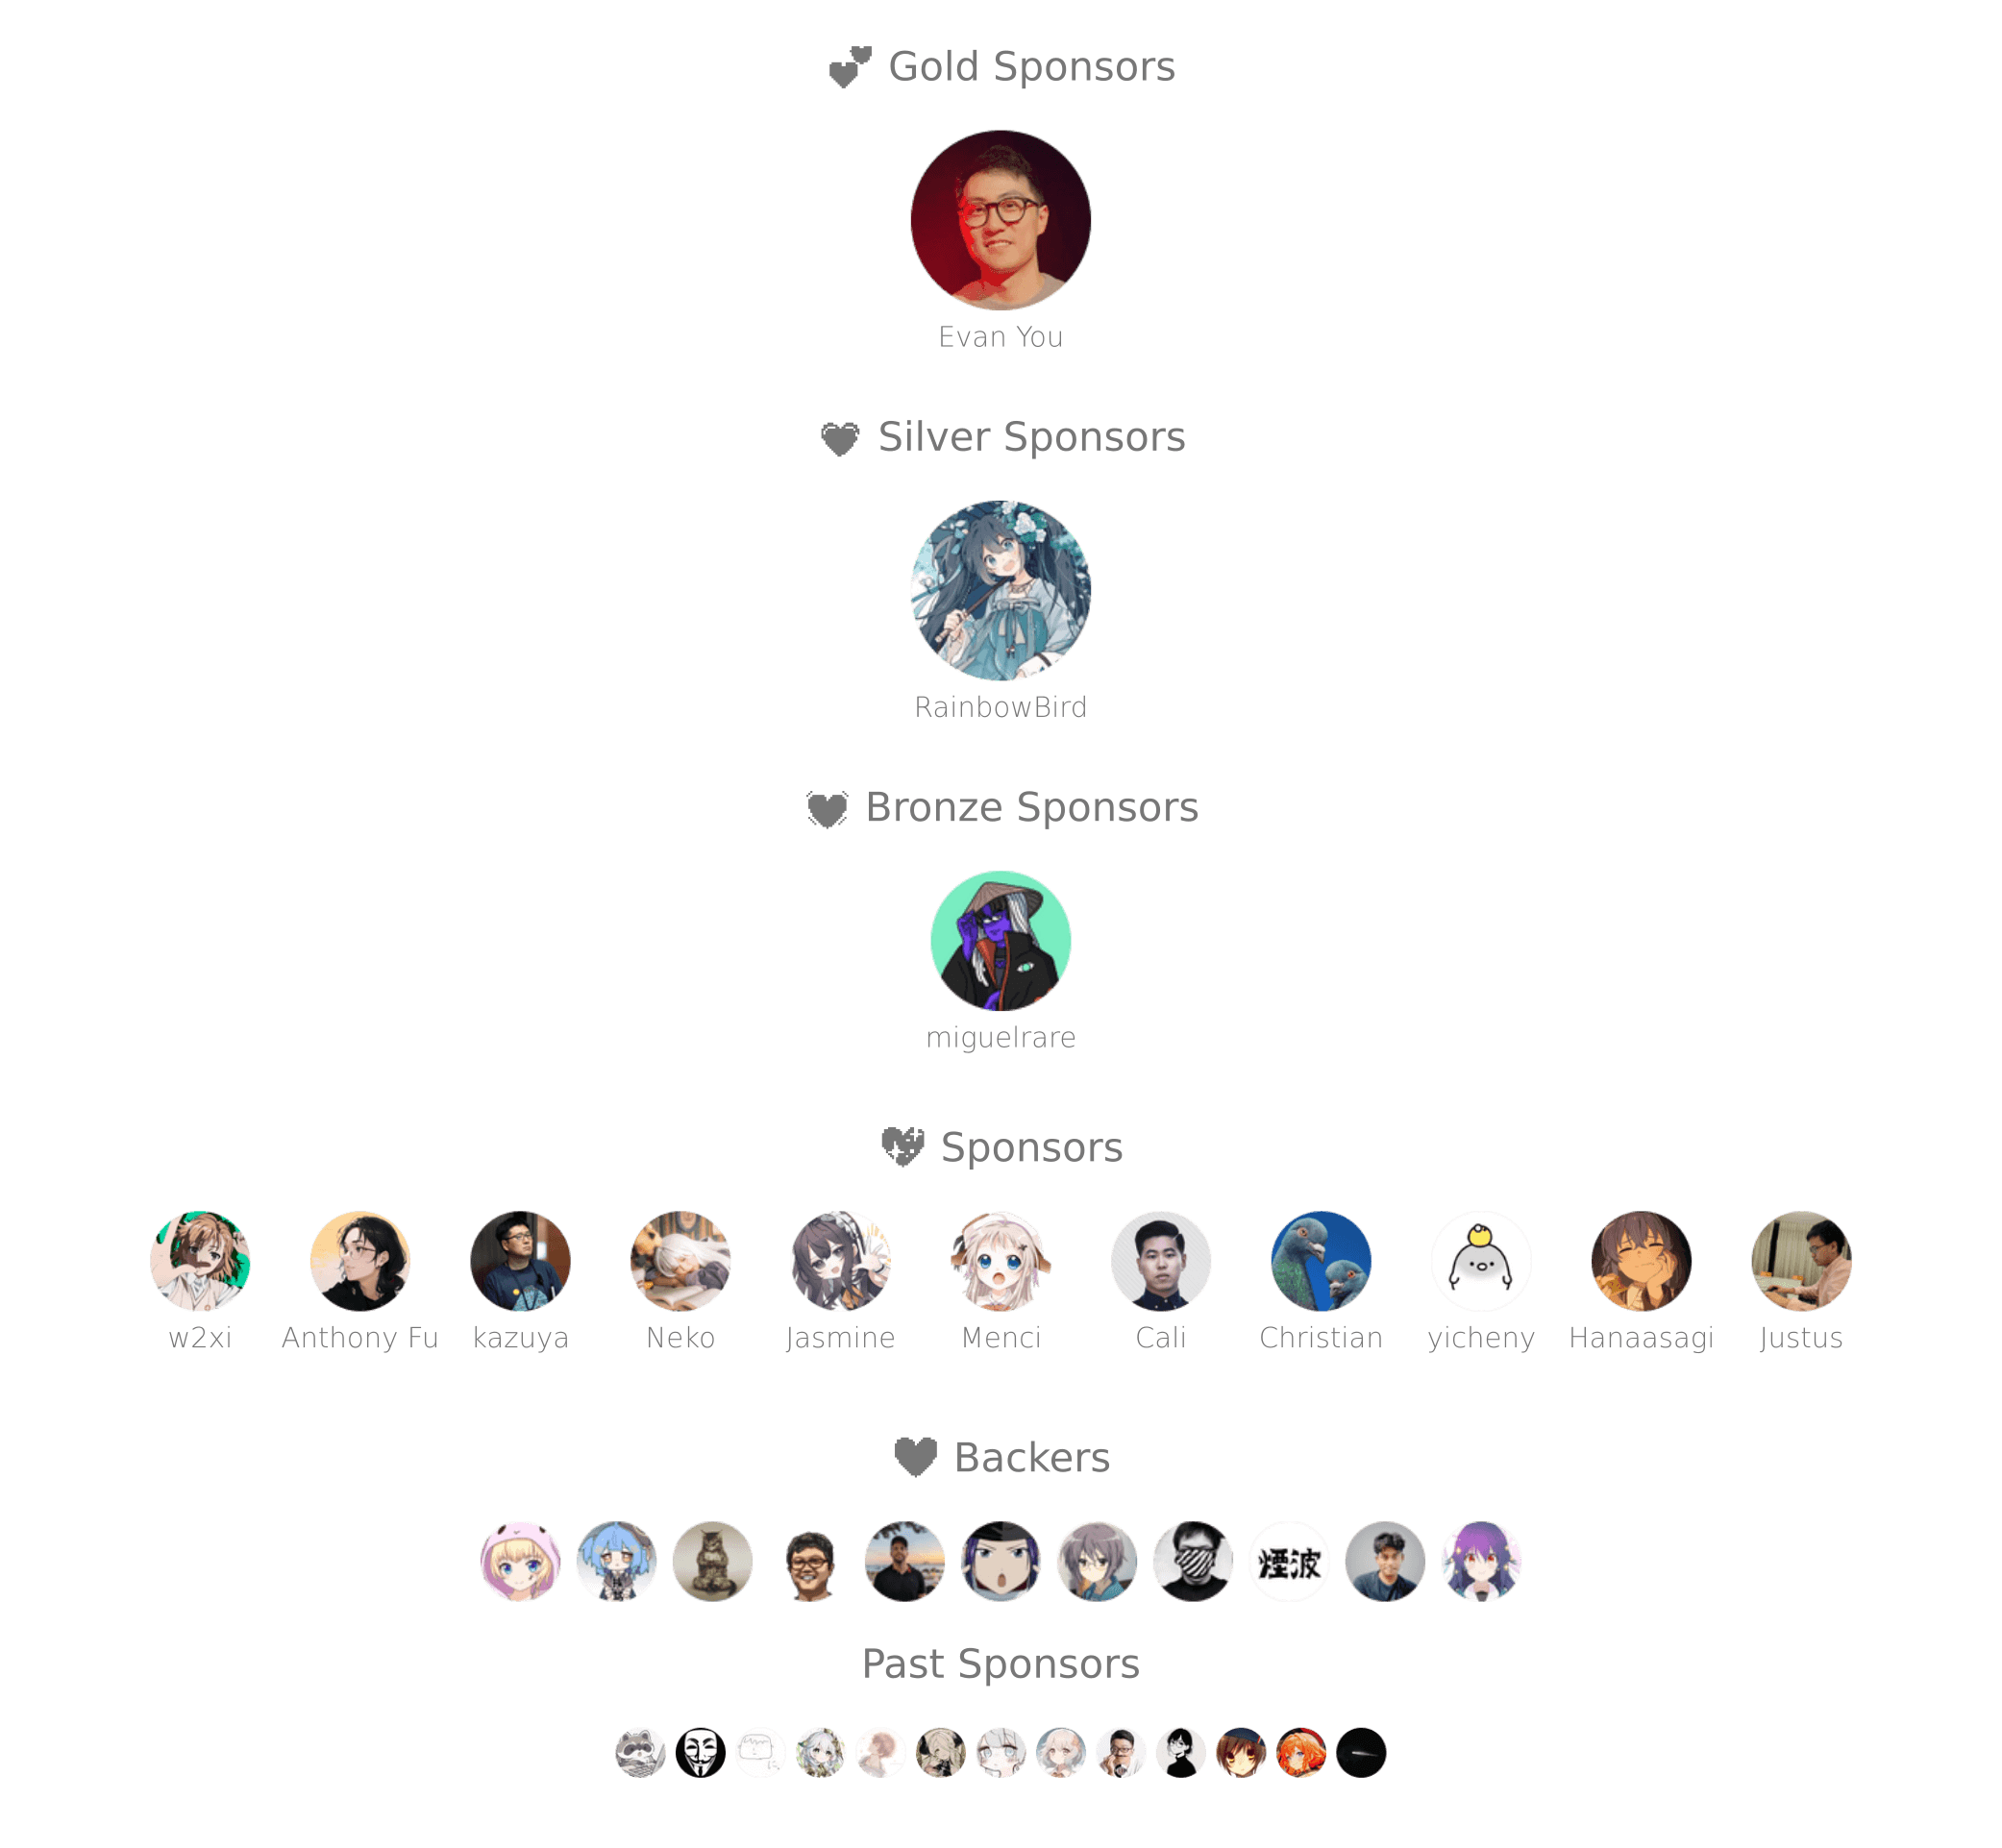 Gold Sponsors
Evan You
Silver Sponsors
RainbowBird
Bronze Sponsors
miguelrare
Sponsors
w2xi Anthony Fu kazuya Neko Jasmine Menci Cali Christian yicheny Hanaasagi Justus
Backers
煙波
Past Sponsors